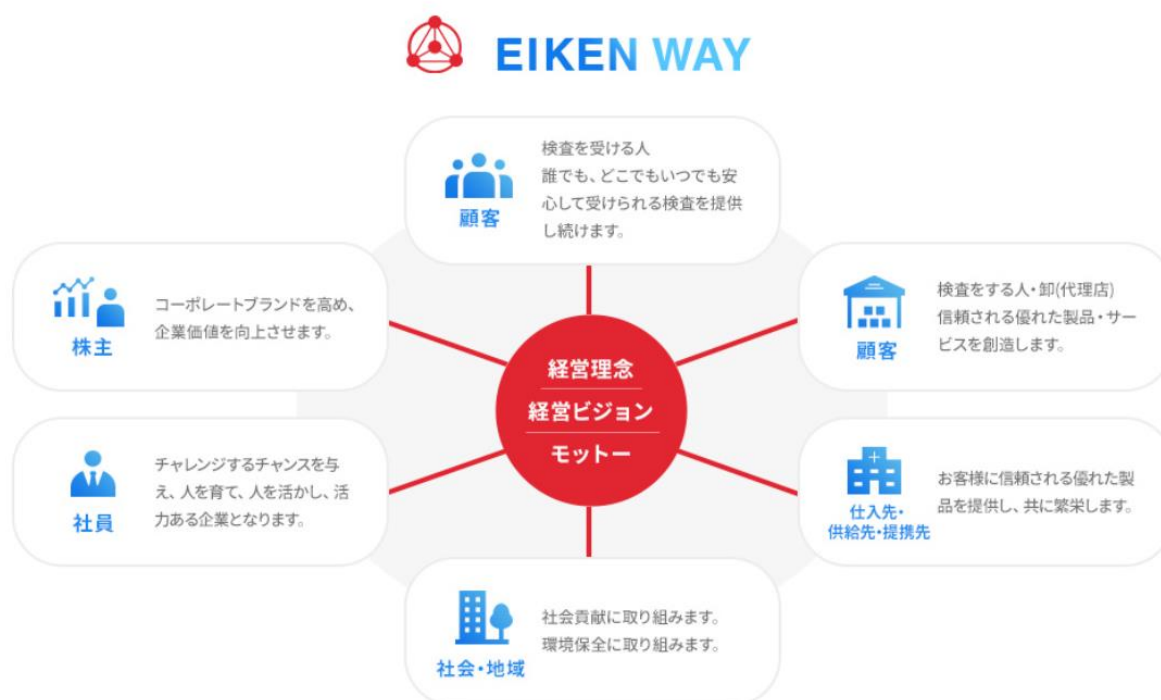 EIKEN WAY
顧客
検査を受ける人
誰でも、どこでもいつでも安
心して受けられる検査を提供
し続けます。
株主
コーポレートブランドを高め、
企業価値を向上させます。
顧客
検査をする人・卸(代理店)
信頼される優れた製品・サー
ビスを創造します。
経営理念
経営ビジョン
モットー
社員
チャレンジするチャンスを与
え、人を育て、人を活かし、活
力ある企業となります。
仕入先・
供給先・提携先
お客様に信頼される優れた製
品を提供し、共に繁栄します。
社会・地域
社会貢献に取り組みます。
環境保全に取り組みます。